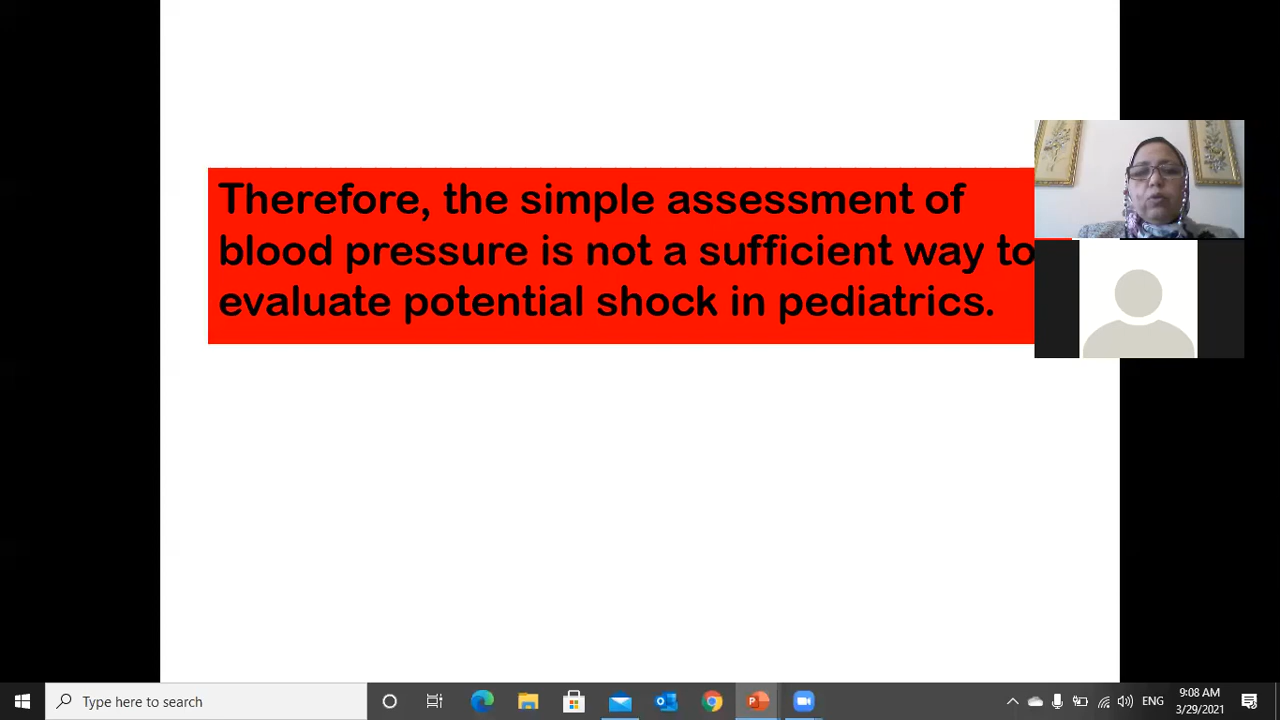 Therefore, the simple assessment of
blood pressure is not a sufficient way to
evaluate potential shock in pediatrics.
Type here to search
ENG
9:08 AM
3/29/2021